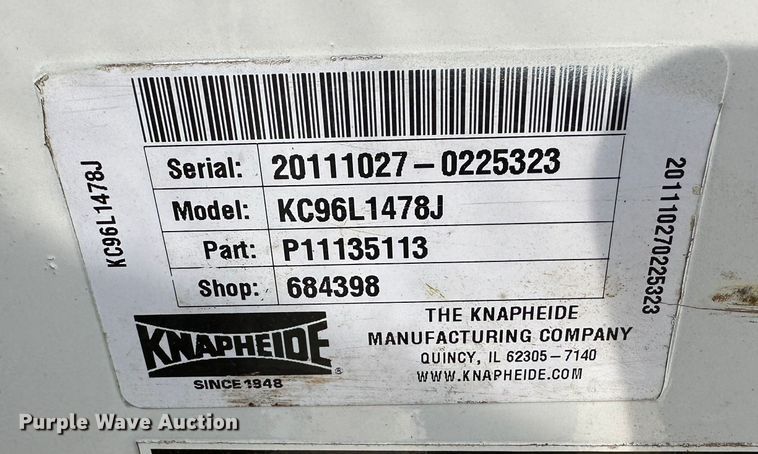 Serial: 20111027-0225323
Model: KC96L1478J
Part: P11135113
Shop: 684398
KC96L1478J
201110270225323
KNAPHEIDE
SINCE 1848
THE KNAPHEIDE
MANUFACTURING COMPANY
QUINCY, IL 62305-7140
WWW.KNAPHEIDE.COM
Purple Wave Auction